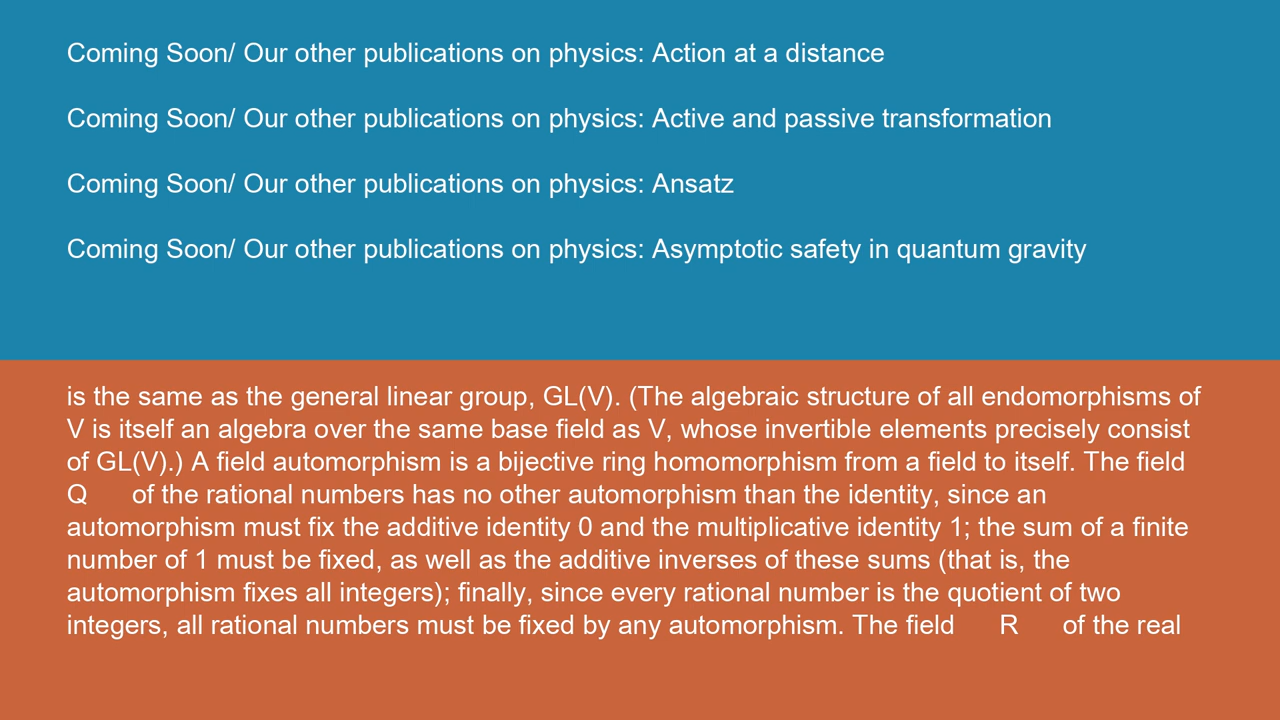 Coming Soon/ Our other publications on physics: Action at a distance
Coming Soon/ Our other publications on physics: Active and passive transformation
Coming Soon/ Our other publications on physics: Ansatz
Coming Soon/ Our other publications on physics: Asymptotic safety in quantum gravity
is the same as the general linear group, GL(V). (The algebraic structure of all endomorphisms of
V is itself an algebra over the same base field as V, whose invertible elements precisely consist
of GL(V).) A field automorphism is a bijective ring homomorphism from a field to itself. The field
Q of the rational numbers has no other automorphism than the identity, since an
automorphism must fix the additive identity 0 and the multiplicative identity 1; the sum of a finite
number of 1 must be fixed, as well as the additive inverses of these sums (that is, the
automorphism fixes all integers); finally, since every rational number is the quotient of two
integers, all rational numbers must be fixed by any automorphism. The field R of the real